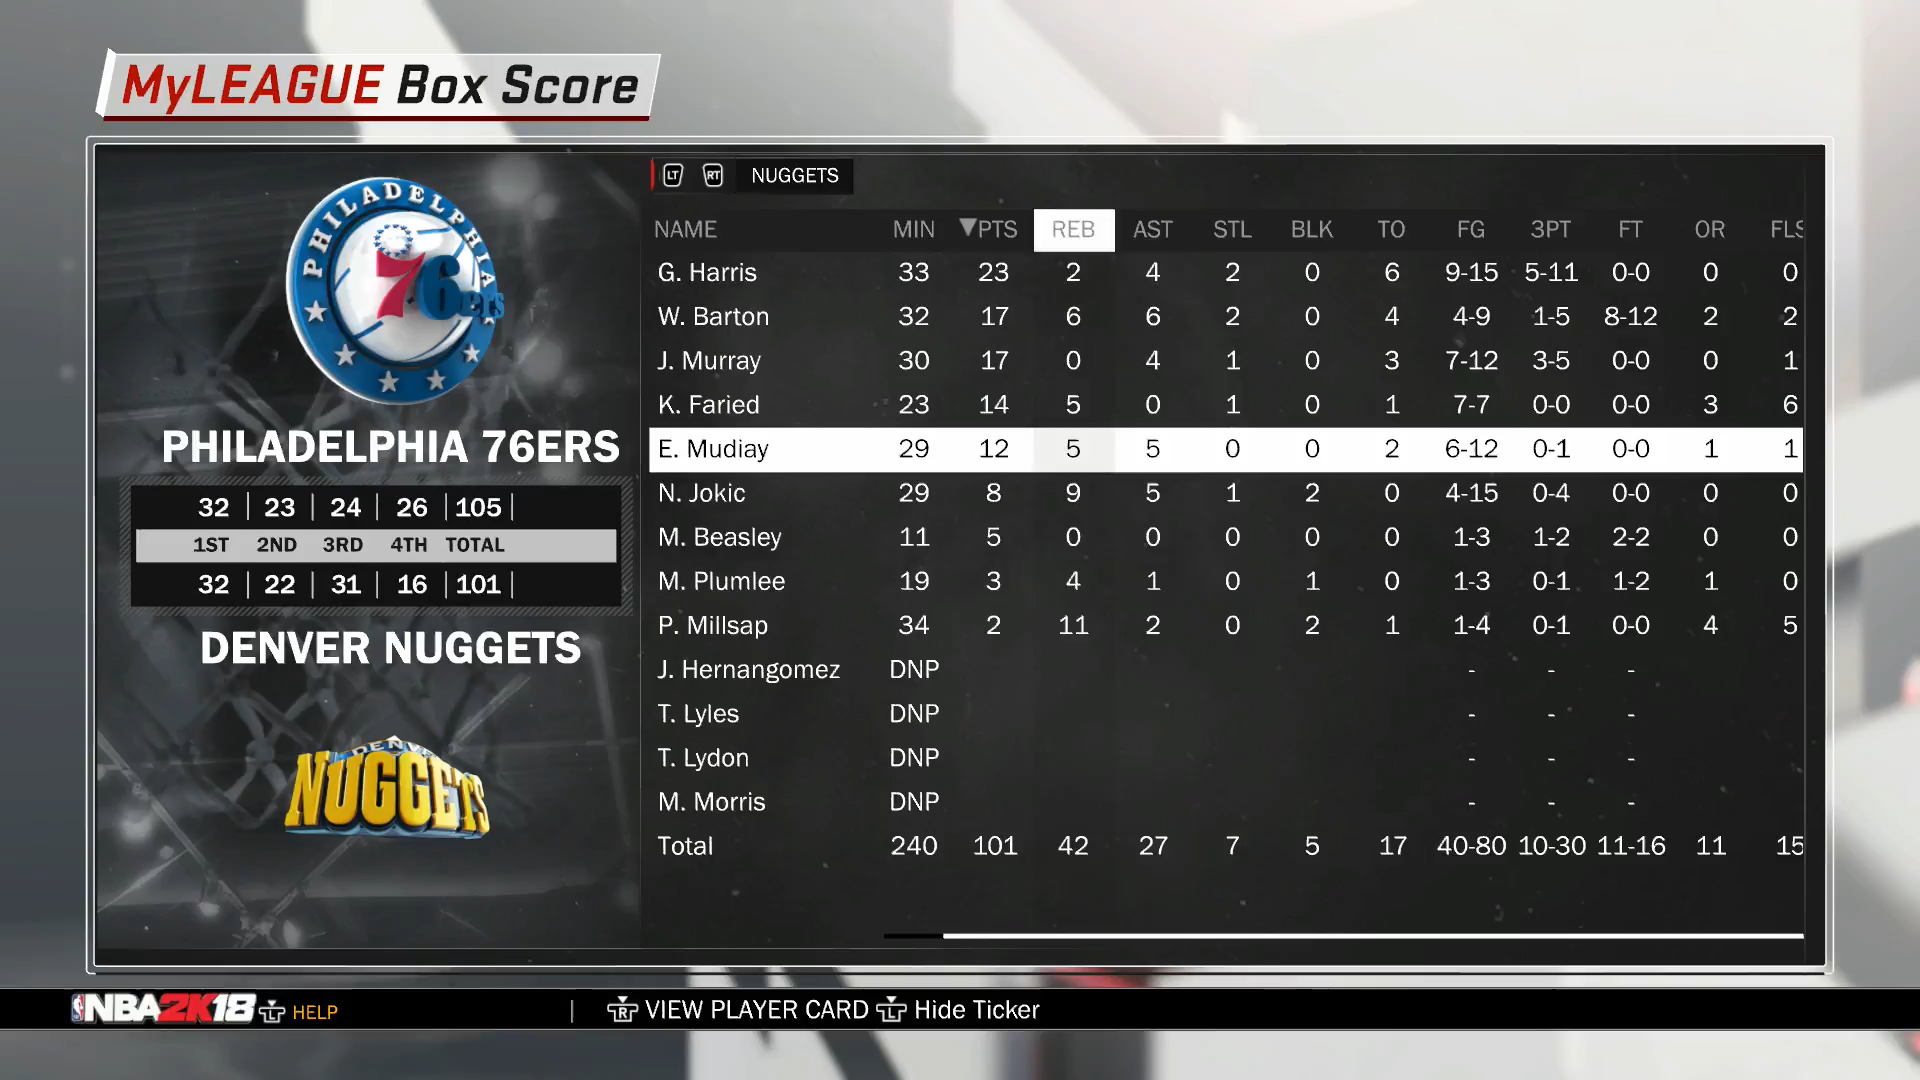 MyLEAGUE Box Score
PHILADELPHIA
76ers
PHILADELPHIA 76ERS
32 | 23 | 24 | 26 | 105 |
1ST 2ND 3RD 4TH TOTAL
32 | 22 | 31 | 16 | 101 |
DENVER NUGGETS
NUGGETS
LT RT NUGGETS
NAME MIN ▼PTS REB AST STL BLK TO FG 3PT FT OR FLS
G. Harris 33 23 2 4 2 0 6 9-15 5-11 0-0 0 0
W. Barton 32 17 6 6 2 0 4 4-9 1-5 8-12 2 2
J. Murray 30 17 0 4 1 0 3 7-12 3-5 0-0 0 1
K. Faried 23 14 5 0 1 0 1 7-7 0-0 0-0 3 6
E. Mudiay 29 12 5 5 0 0 2 6-12 0-1 0-0 1 1
N. Jokic 29 8 9 5 1 2 0 4-15 0-4 0-0 0 0
M. Beasley 11 5 0 0 0 0 0 1-3 1-2 2-2 0 0
M. Plumlee 19 3 4 1 0 1 0 1-3 0-1 1-2 1 0
P. Millsap 34 2 11 2 0 2 1 1-4 0-1 0-0 4 5
J. Hernangomez DNP - - -
T. Lyles DNP - - -
T. Lydon DNP - - -
M. Morris DNP - - -
Total 240 101 42 27 7 5 17 40-80 10-30 11-16 11 15
NBA2K18 L HELP | R VIEW PLAYER CARD L Hide Ticker